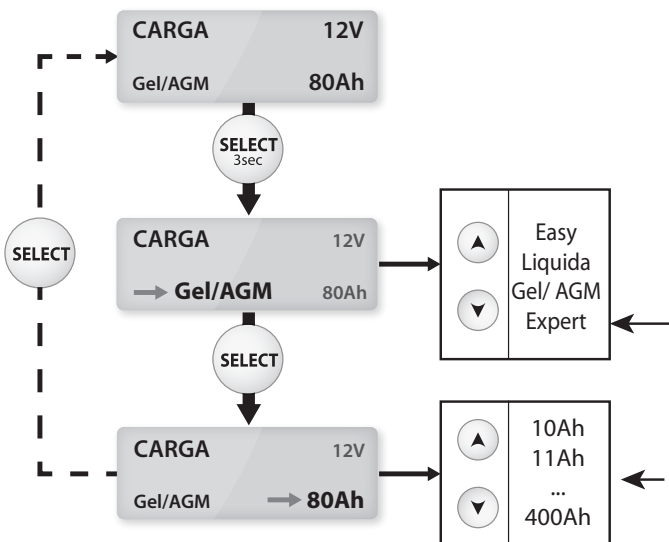 CARGA 12V
Gel/AGM 80Ah
SELECT
3sec
SELECT
CARGA 12V
Gel/AGM 80Ah
Easy
Liquida
Gel/ AGM
Expert
SELECT
CARGA 12V
Gel/AGM 80Ah
10Ah
11Ah
...
400Ah